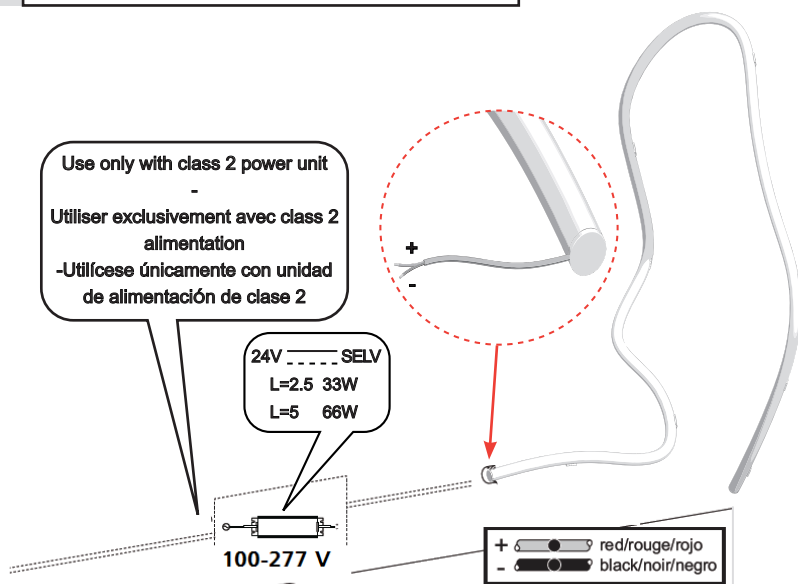 Use only with class 2 power unit
-
Utiliser exclusivement avec class 2
alimentation
-Utilícese únicamente con unidad
de alimentación de clase 2
+
-
24V SELV
L=2.5 33W
L=5 66W
100-277 V
+ red/rouge/rojo
- black/noir/negro